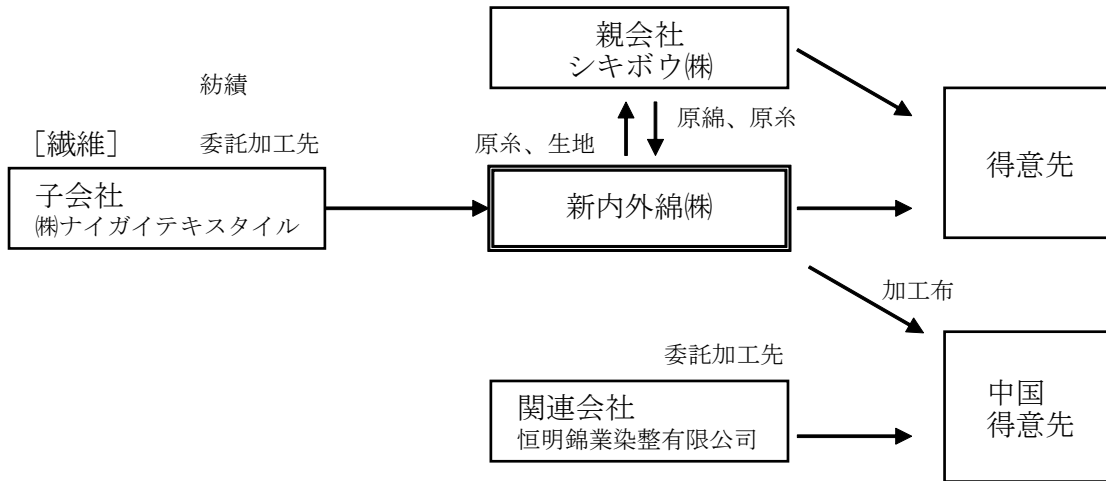 親会社
シキボウ㈱
紡績
原綿、原糸
[繊維]
委託加工先
原糸、生地
得意先
子会社
㈱ナイガイテキスタイル
新内外綿㈱
加工布
委託加工先
関連会社
恒明錦業染整有限公司
中国
得意先